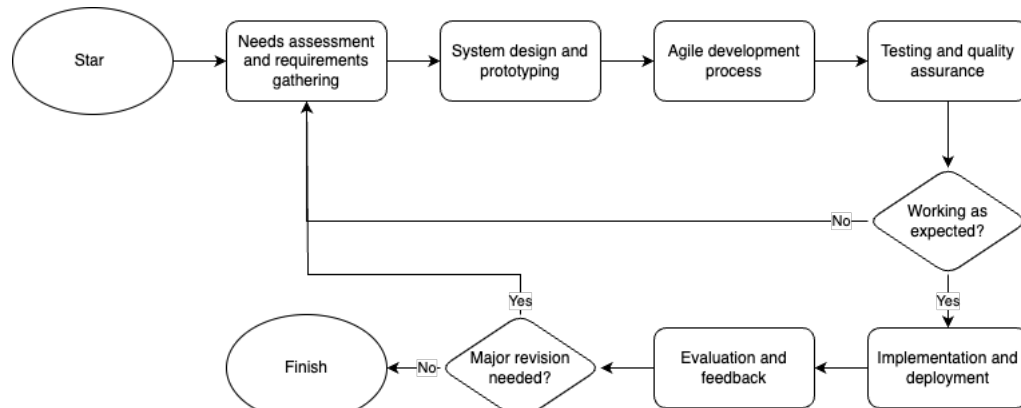 Star
Needs assessment
and requirements
gathering
System design and
prototyping
Agile development
process
Testing and quality
assurance
Working as
expected?
No
Yes
Implementation and
deployment
Evaluation and
feedback
Major revision
needed?
Yes
No
Finish